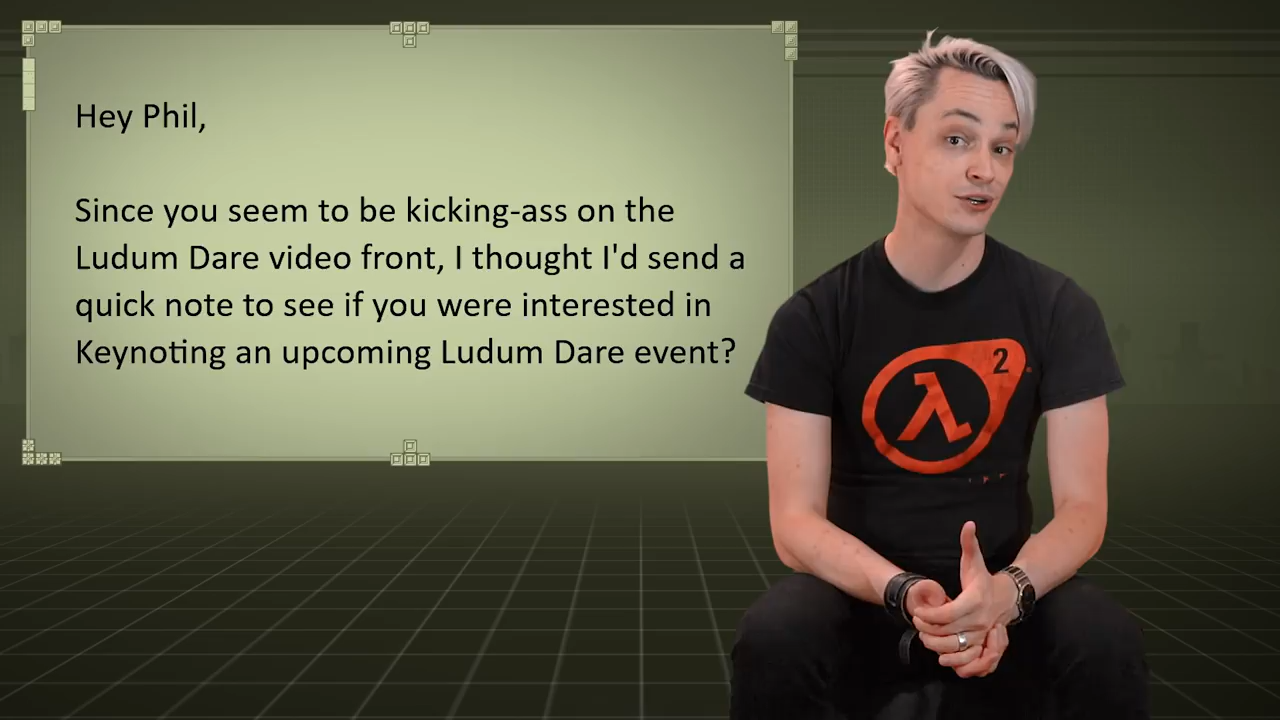 Hey Phil,
Since you seem to be kicking-ass on the
Ludum Dare video front, I thought I'd send a
quick note to see if you were interested in
Keynoting an upcoming Ludum Dare event?
λ
2